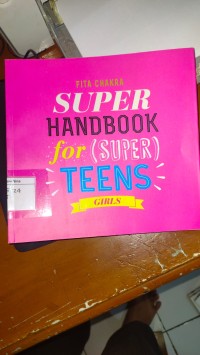 FITA CHAKRA
SUPER
HANDBOOK
for (SUPER)
TEENS
GIRLS